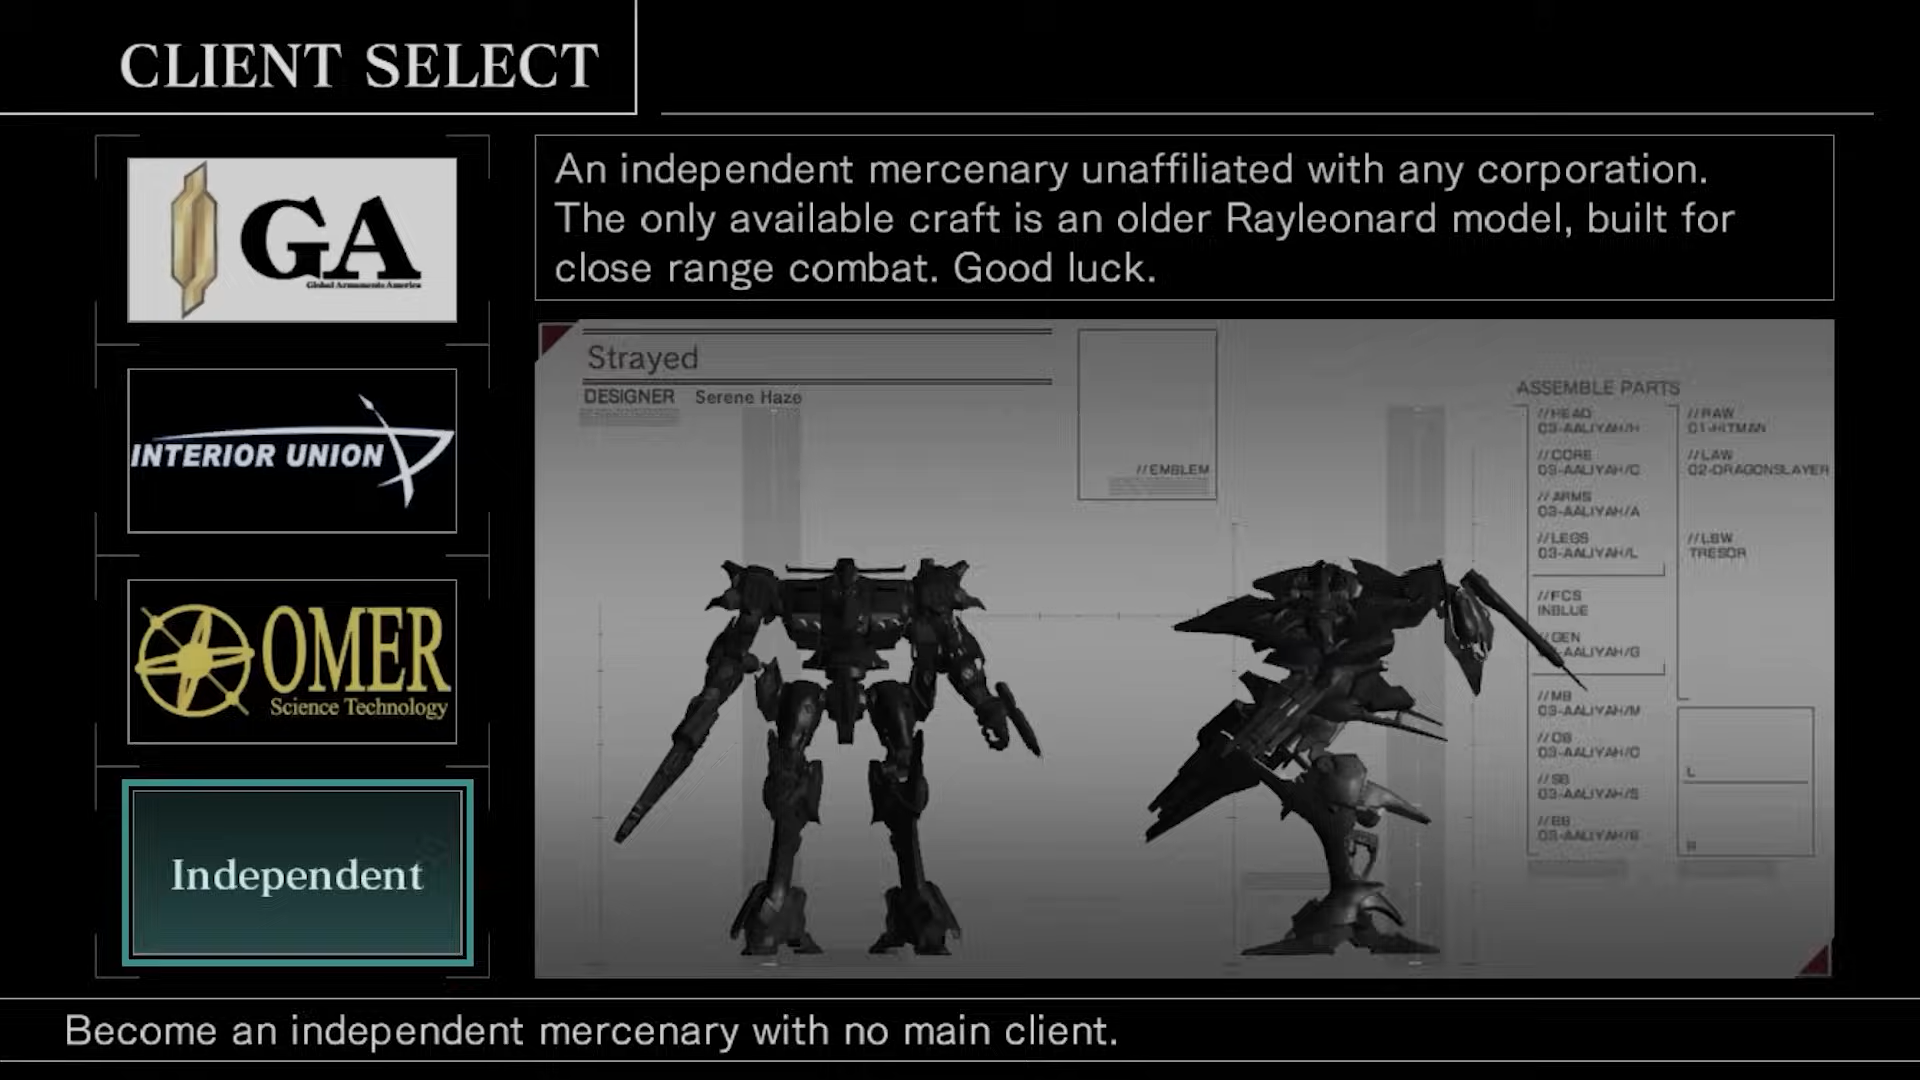 CLIENT SELECT
GA
Global Armaments America
INTERIOR UNION
OMER
Science Technology
Independent
An independent mercenary unaffiliated with any corporation.
The only available craft is an older Rayleonard model, built for
close range combat. Good luck.
Strayed
DESIGNER Serene Haze
//EMBLEM
ASSEMBLE PARTS
//HEAD
03-AALIYAH/H
//CORE
03-AALIYAH/C
//ARMS
03-AALIYAH/A
//LEGS
03-AALIYAH/L
//FCS
INBLUE
//GEN
-AALIYAH/G
//MB
03-AALIYAH/M
//OB
03-AALIYAH/O
//SB
03-AALIYAH/S
//BB
03-AALIYAH/B
//RAW
01-HITMAN
//LAW
02-DRAGONSLAYER
//LBW
TRESOR
L
R
Become an independent mercenary with no main client.